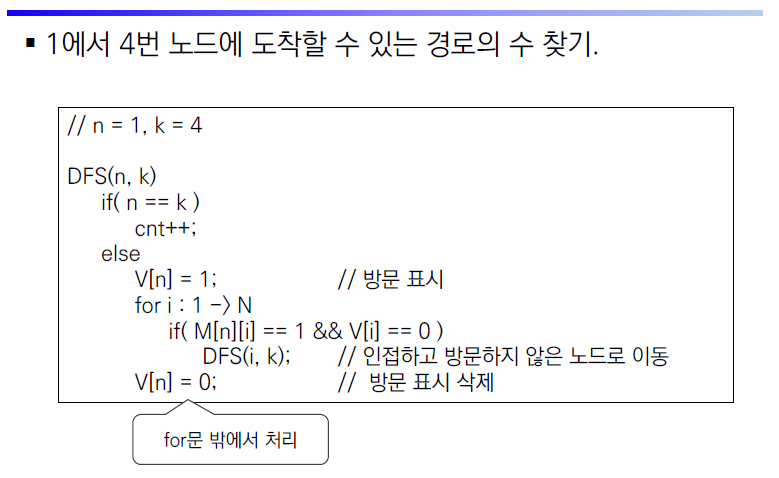 ▪ 1에서 4번 노드에 도착할 수 있는 경로의 수 찾기.
// n = 1, k = 4
DFS(n, k)
if( n == k )
cnt++;
else
V[n] = 1; // 방문 표시
for i : 1 -> N
if( M[n][i] == 1 && V[i] == 0 )
DFS(i, k); // 인접하고 방문하지 않은 노드로 이동
V[n] = 0; // 방문 표시 삭제
for문 밖에서 처리